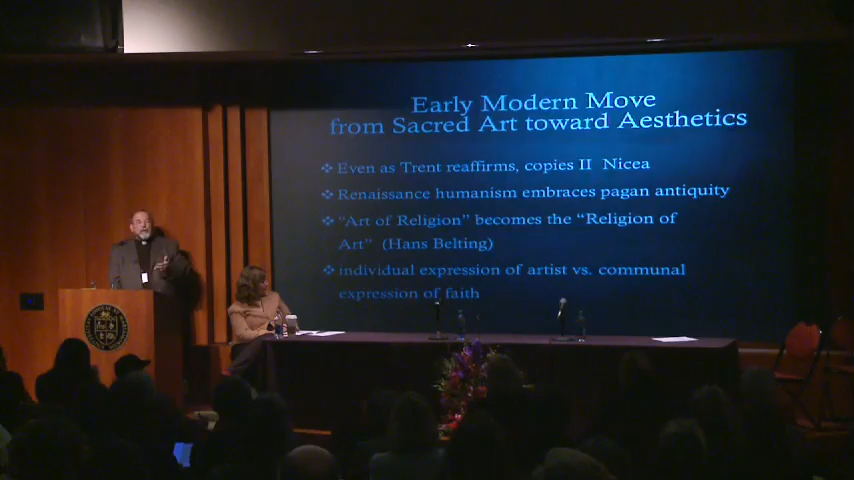 Early Modern Move
from Sacred Art toward Aesthetics
❖ Even as Trent reaffirms, copies II Nicea
❖ Renaissance humanism embraces pagan antiquity
❖ “Art of Religion” becomes the “Religion of
Art” (Hans Belting)
❖ individual expression of artist vs. communal
expression of faith